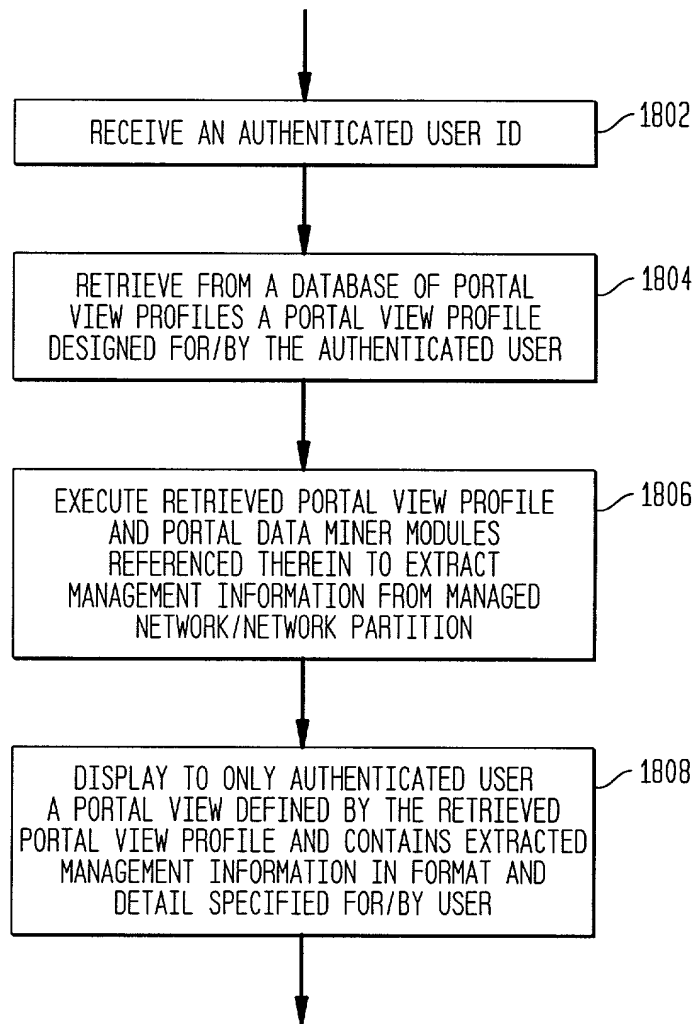 RECEIVE AN AUTHENTICATED USER ID
1802
RETRIEVE FROM A DATABASE OF PORTAL
VIEW PROFILES A PORTAL VIEW PROFILE
DESIGNED FOR/BY THE AUTHENTICATED USER
1804
EXECUTE RETRIEVED PORTAL VIEW PROFILE
AND PORTAL DATA MINER MODULES
REFERENCED THEREIN TO EXTRACT
MANAGEMENT INFORMATION FROM MANAGED
NETWORK/NETWORK PARTITION
1806
DISPLAY TO ONLY AUTHENTICATED USER
A PORTAL VIEW DEFINED BY THE RETRIEVED
PORTAL VIEW PROFILE AND CONTAINS EXTRACTED
MANAGEMENT INFORMATION IN FORMAT AND
DETAIL SPECIFIED FOR/BY USER
1808